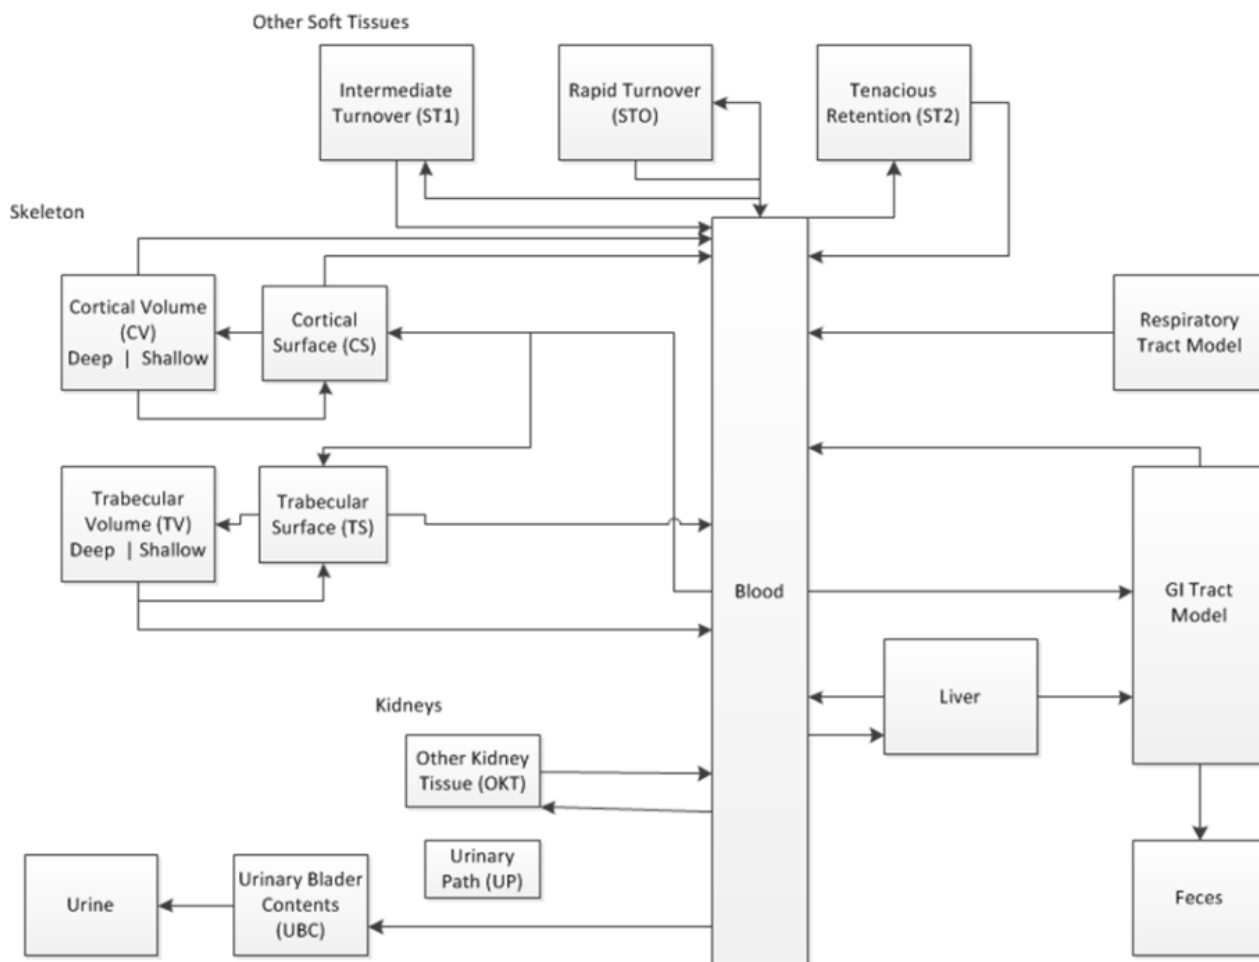 Other Soft Tissues
Intermediate
Turnover (ST1)
Rapid Turnover
(STO)
Tenacious
Retention (ST2)
Skeleton
Cortical Volume
(CV)
Deep | Shallow
Cortical
Surface (CS)
Respiratory
Tract Model
Trabecular
Volume (TV)
Deep | Shallow
Trabecular
Surface (TS)
Blood
GI Tract
Model
Liver
Kidneys
Other Kidney
Tissue (OKT)
Urinary
Path (UP)
Urine
Urinary Blader
Contents
(UBC)
Feces